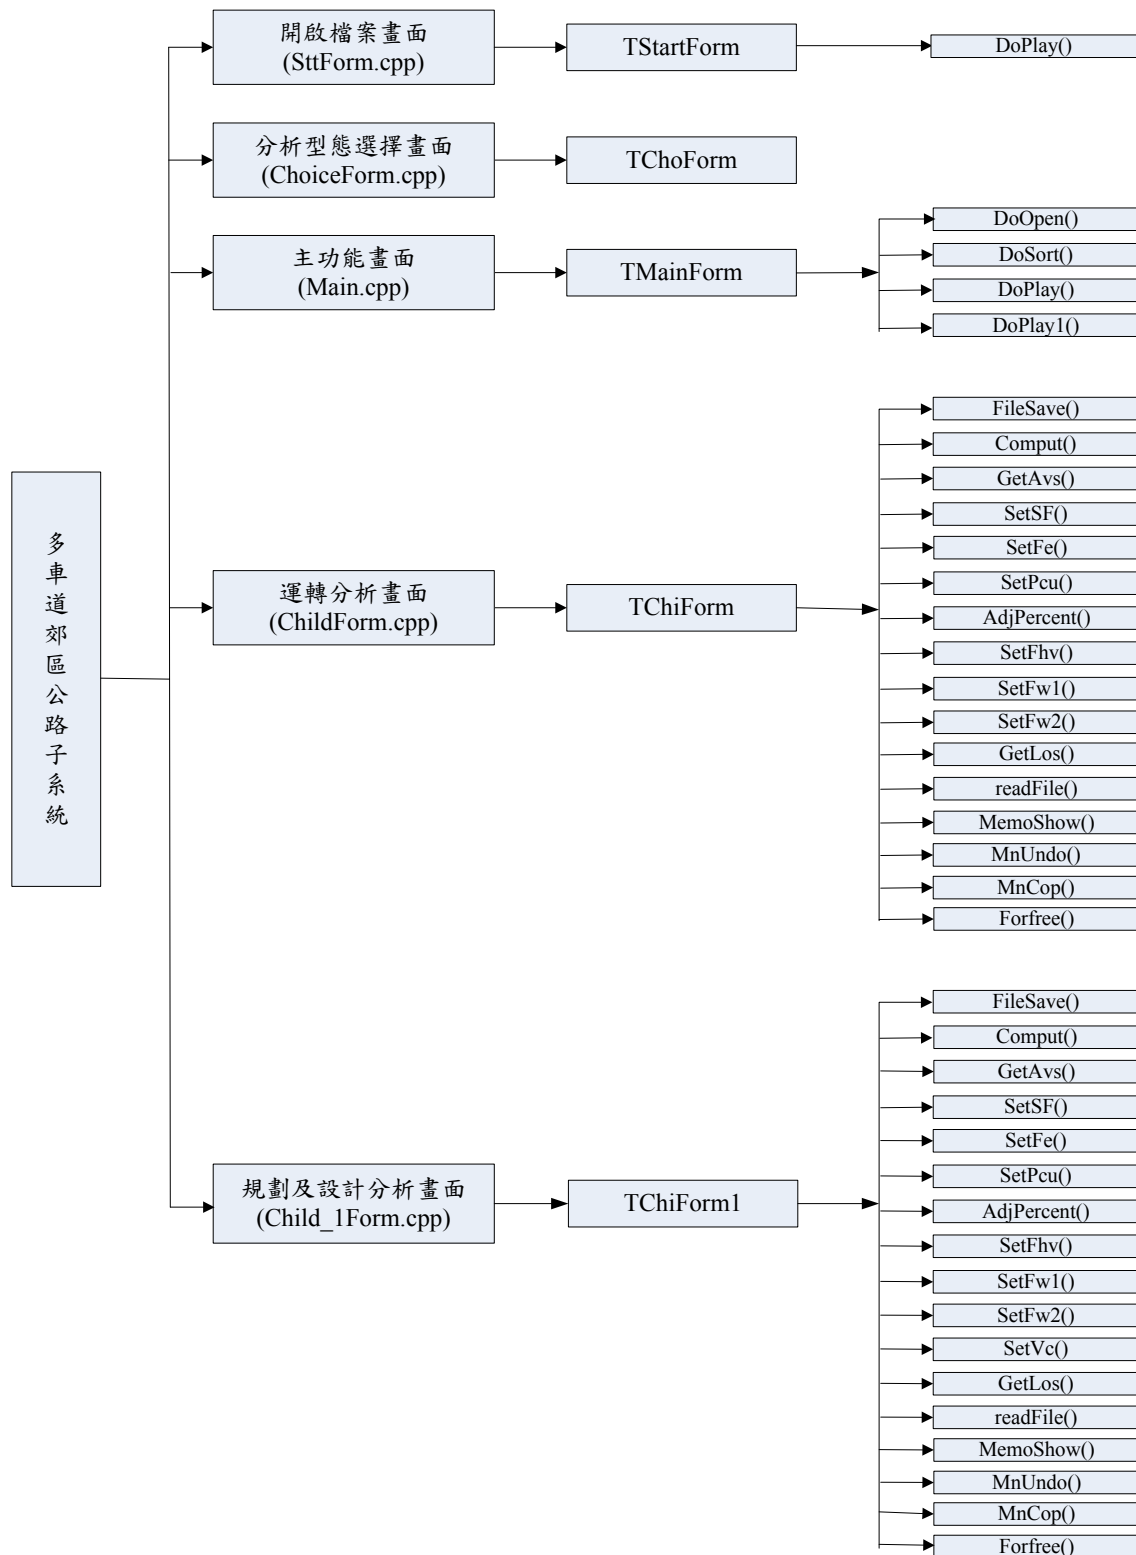 多車道郊區公路子系統
開啟檔案畫面
(SttForm.cpp)
TStartForm
DoPlay()
分析型態選擇畫面
(ChoiceForm.cpp)
TChoForm
主功能畫面
(Main.cpp)
TMainForm
DoOpen()
DoSort()
DoPlay()
DoPlay1()
運轉分析畫面
(ChildForm.cpp)
TChiForm
FileSave()
Comput()
GetAvs()
SetSF()
SetFe()
SetPcu()
AdjPercent()
SetFhv()
SetFw1()
SetFw2()
GetLos()
readFile()
MemoShow()
MnUndo()
MnCop()
Forfree()
規劃及設計分析畫面
(Child_1Form.cpp)
TChiForm1
FileSave()
Comput()
GetAvs()
SetSF()
SetFe()
SetPcu()
AdjPercent()
SetFhv()
SetFw1()
SetFw2()
SetVc()
GetLos()
readFile()
MemoShow()
MnUndo()
MnCop()
Forfree()